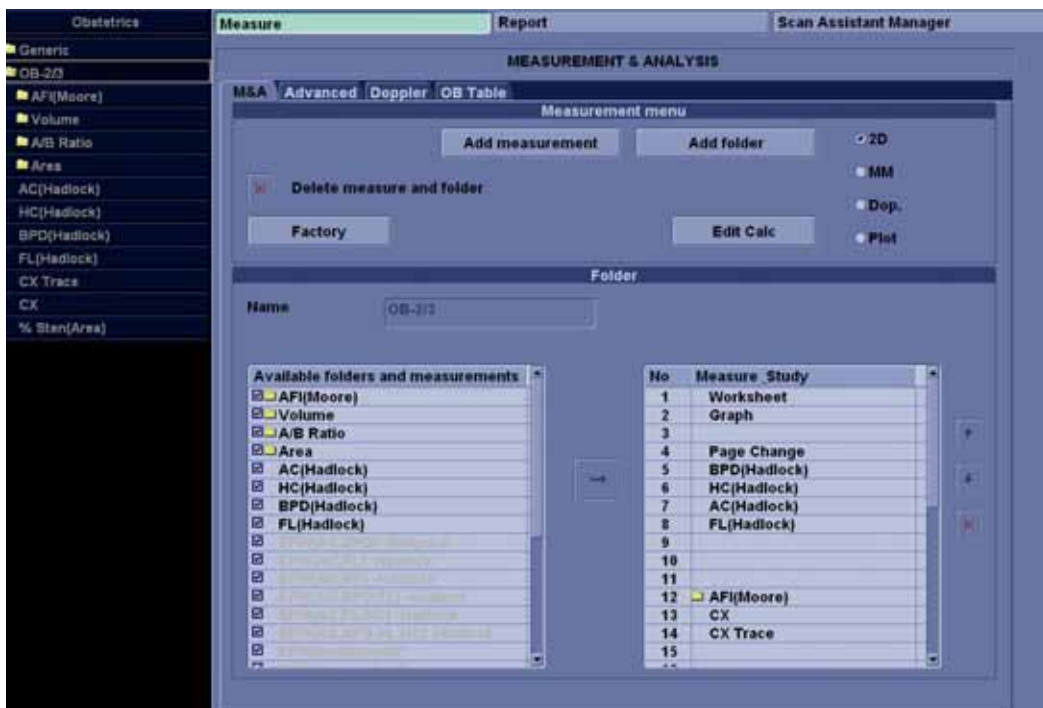 Obstetrics
Generic
OB-2/3
AFI(Moore)
Volume
A/B Ratio
Area
AC(Hadlock)
HC(Hadlock)
BPD(Hadlock)
FL(Hadlock)
CX Trace
CX
% Sten(Area)
Measure Report Scan Assistant Manager
MEASUREMENT & ANALYSIS
M&A Advanced Doppler OB Table
Measurement menu
Add measurement Add folder 2D
MM
Delete measure and folder
Dop.
Factory Edit Calc Plot
Folder
Name OB-2/3
Available folders and measurements No Measure_Study
AFI(Moore) 1 Worksheet
Volume 2 Graph
A/B Ratio 3
Area 4 Page Change
AC(Hadlock) 5 BPD(Hadlock)
HC(Hadlock) 6 HC(Hadlock)
BPD(Hadlock) 7 AC(Hadlock)
FL(Hadlock) 8 FL(Hadlock)
9
10
11
12 AFI(Moore)
13 CX
14 CX Trace
15